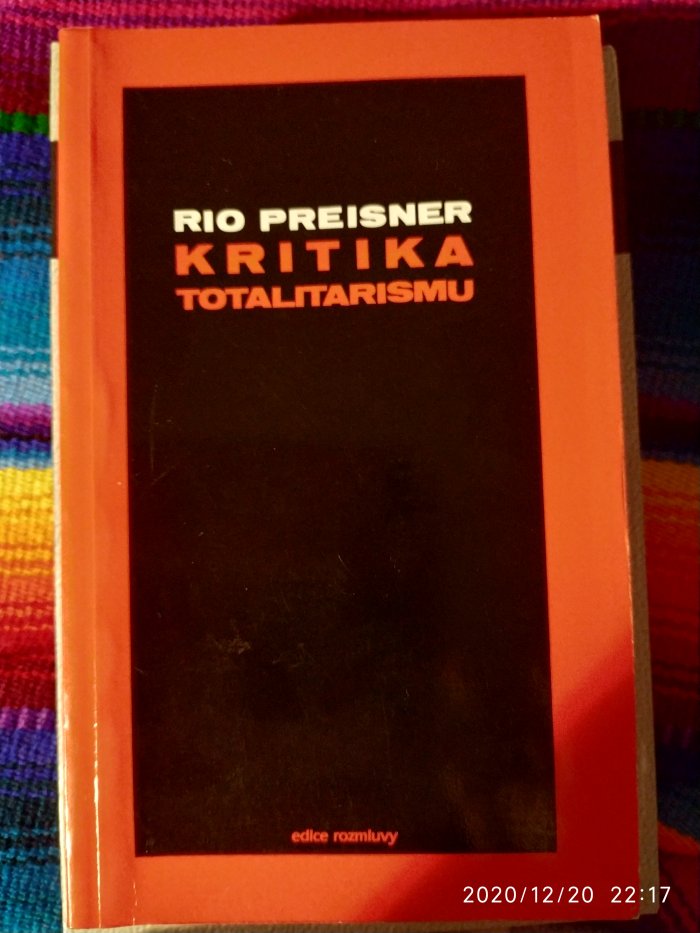 RIO PREISNER
KRITIKA
TOTALITARISMU
edice rozmluvy
2020/12/20 22:17